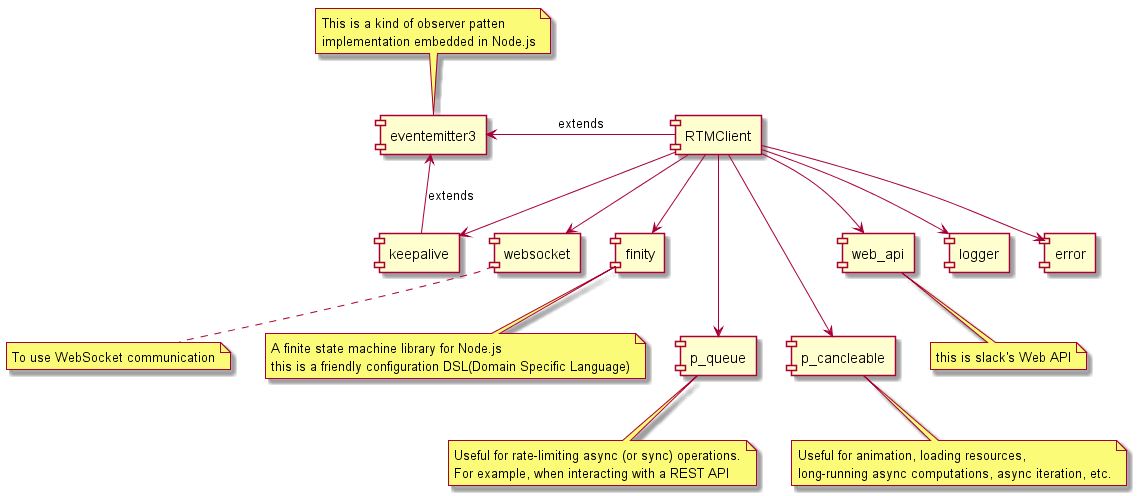 This is a kind of observer patten
implementation embedded in Node.js
eventemitter3
extends
RTMClient
extends
keepalive
websocket
finity
web_api
logger
error
To use WebSocket communication
A finite state machine library for Node.js
this is a friendly configuration DSL(Domain Specific Language)
p_queue
p_cancleable
this is slack's Web API
Useful for rate-limiting async (or sync) operations.
For example, when interacting with a REST API
Useful for animation, loading resources,
long-running async computations, async iteration, etc.